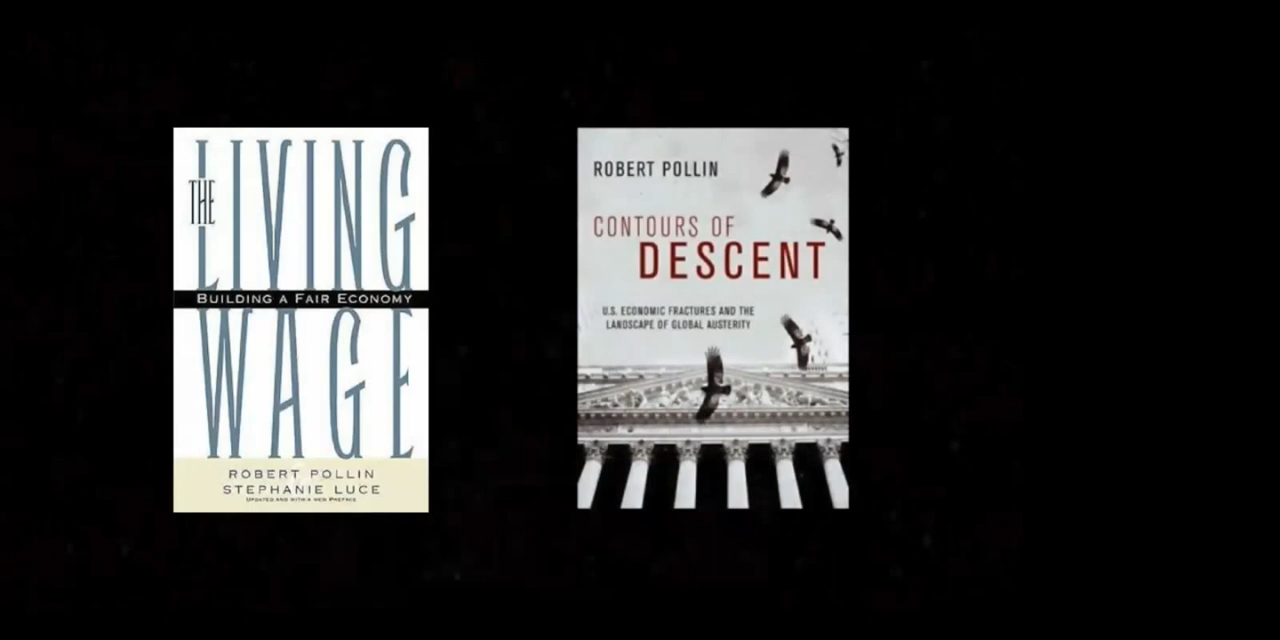 THE
LIVING
BUILDING A FAIR ECONOMY
WAGE
ROBERT POLLIN
STEPHANIE LUCE
UPDATED AND WITH A NEW PREFACE
ROBERT POLLIN
CONTOURS OF
DESCENT
U.S. ECONOMIC FRACTURES AND THE
LANDSCAPE OF GLOBAL AUSTERITY